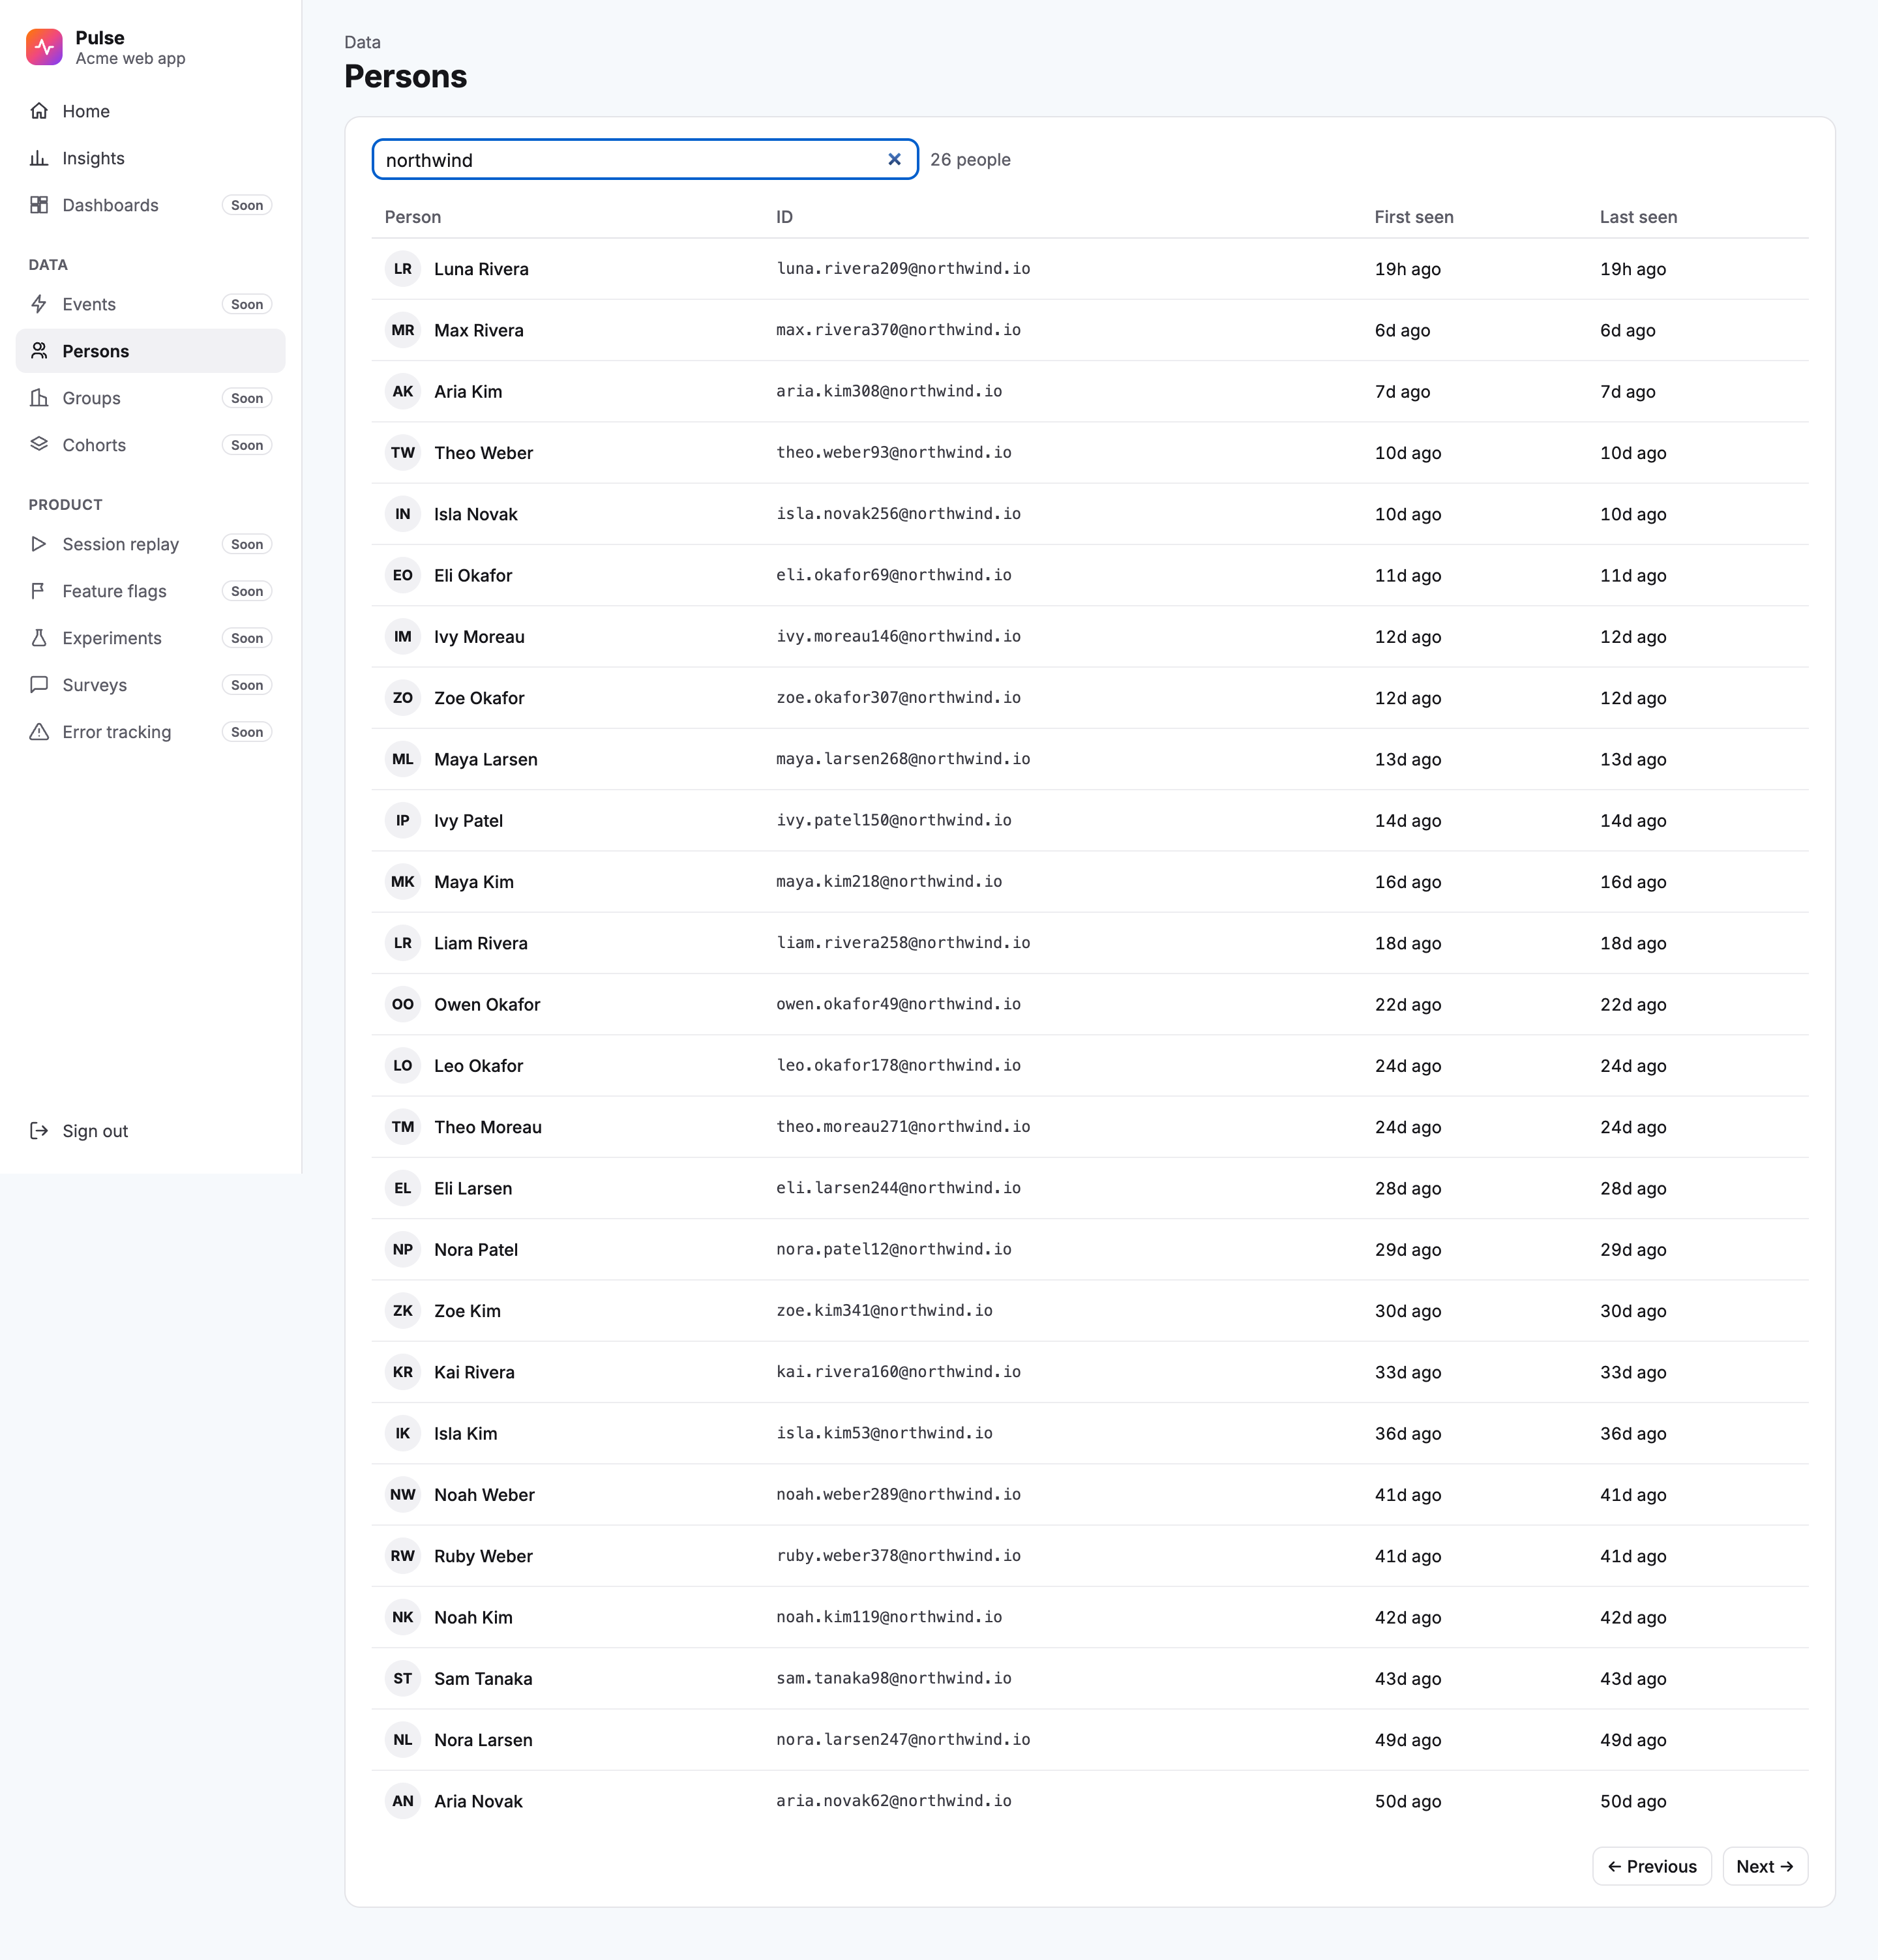 Pulse
Acme web app
Home
Insights
Dashboards Soon
DATA
Events Soon
Persons
Groups Soon
Cohorts Soon
PRODUCT
Session replay Soon
Feature flags Soon
Experiments Soon
Surveys Soon
Error tracking Soon
Sign out
Data
Persons
northwind 26 people
Person ID First seen Last seen
LR Luna Rivera luna.rivera209@northwind.io 19h ago 19h ago
MR Max Rivera max.rivera370@northwind.io 6d ago 6d ago
AK Aria Kim aria.kim308@northwind.io 7d ago 7d ago
TW Theo Weber theo.weber93@northwind.io 10d ago 10d ago
IN Isla Novak isla.novak256@northwind.io 10d ago 10d ago
EO Eli Okafor eli.okafor69@northwind.io 11d ago 11d ago
IM Ivy Moreau ivy.moreau146@northwind.io 12d ago 12d ago
ZO Zoe Okafor zoe.okafor307@northwind.io 12d ago 12d ago
ML Maya Larsen maya.larsen268@northwind.io 13d ago 13d ago
IP Ivy Patel ivy.patel150@northwind.io 14d ago 14d ago
MK Maya Kim maya.kim218@northwind.io 16d ago 16d ago
LR Liam Rivera liam.rivera258@northwind.io 18d ago 18d ago
OO Owen Okafor owen.okafor49@northwind.io 22d ago 22d ago
LO Leo Okafor leo.okafor178@northwind.io 24d ago 24d ago
TM Theo Moreau theo.moreau271@northwind.io 24d ago 24d ago
EL Eli Larsen eli.larsen244@northwind.io 28d ago 28d ago
NP Nora Patel nora.patel12@northwind.io 29d ago 29d ago
ZK Zoe Kim zoe.kim341@northwind.io 30d ago 30d ago
KR Kai Rivera kai.rivera160@northwind.io 33d ago 33d ago
IK Isla Kim isla.kim53@northwind.io 36d ago 36d ago
NW Noah Weber noah.weber289@northwind.io 41d ago 41d ago
RW Ruby Weber ruby.weber378@northwind.io 41d ago 41d ago
NK Noah Kim noah.kim119@northwind.io 42d ago 42d ago
ST Sam Tanaka sam.tanaka98@northwind.io 43d ago 43d ago
NL Nora Larsen nora.larsen247@northwind.io 49d ago 49d ago
AN Aria Novak aria.novak62@northwind.io 50d ago 50d ago
← Previous Next →